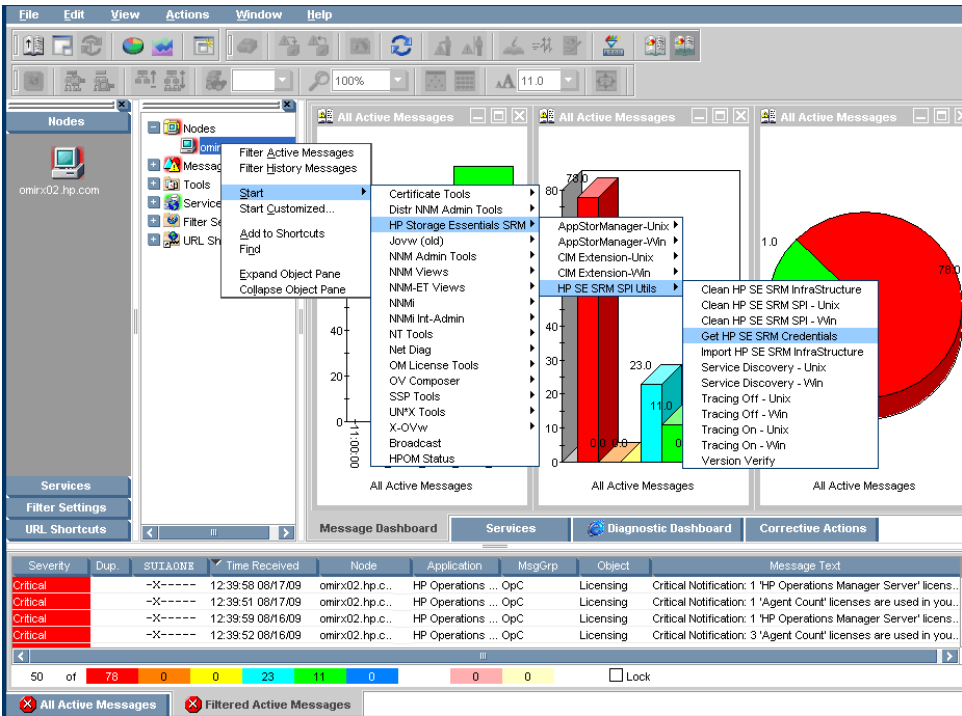 File Edit View Actions Window Help
100%
11.0
Nodes
omirx02.hp.com
Services
Filter Settings
URL Shortcuts
Nodes
Tools
All Active Messages
All Active Messages
All Active Messages
Filter Active Messages
Filter History Messages
Start
Start Customized...
Add to Shortcuts
Find
Expand Object Pane
Collapse Object Pane
Certificate Tools
Distr NNM Admin Tools
HP Storage Essentials SRM
Jovw (old)
NNM Admin Tools
NNM Views
NNM-ET Views
NNMi
NNMi Int-Admin
NT Tools
Net Diag
OM License Tools
OV Composer
SSP Tools
UN*X Tools
X-OVw
Broadcast
HPOM Status
AppStorManager-Unix
AppStorManager-Win
CIM Extension-Unix
CIM Extension-Win
HP SE SRM SPI Utils
Clean HP SE SRM InfraStructure
Clean HP SE SRM SPI - Unix
Clean HP SE SRM SPI - Win
Get HP SE SRM Credentials
Import HP SE SRM InfraStructure
Service Discovery - Unix
Service Discovery - Win
Tracing Off - Unix
Tracing Off - Win
Tracing On - Unix
Tracing On - Win
Version Verify
40
20
0
11:00:00
80
78.0
40
30
20
10
0
23.0
11.0
0.0
1.0
78.0
All Active Messages
All Active Messages
All Active Messages
Message Dashboard Services Diagnostic Dashboard Corrective Actions
Severity Dup. SUIAONE Time Received Node Application MsgGrp Object Message Text
Critical -X----- 12:39:58 08/17/09 omirx02.hp.c... HP Operations ... OpC Licensing Critical Notification: 1 'HP Operations Manager Server' licens..
Critical -X----- 12:39:51 08/17/09 omirx02.hp.c... HP Operations ... OpC Licensing Critical Notification: 1 'Agent Count' licenses are used in you..
Critical -X----- 12:39:59 08/16/09 omirx02.hp.c... HP Operations ... OpC Licensing Critical Notification: 1 'HP Operations Manager Server' licens..
Critical -X----- 12:39:52 08/16/09 omirx02.hp.c... HP Operations ... OpC Licensing Critical Notification: 3 'Agent Count' licenses are used in you..
50 of 78 0 0 23 11 0 0 0 Lock
All Active Messages Filtered Active Messages